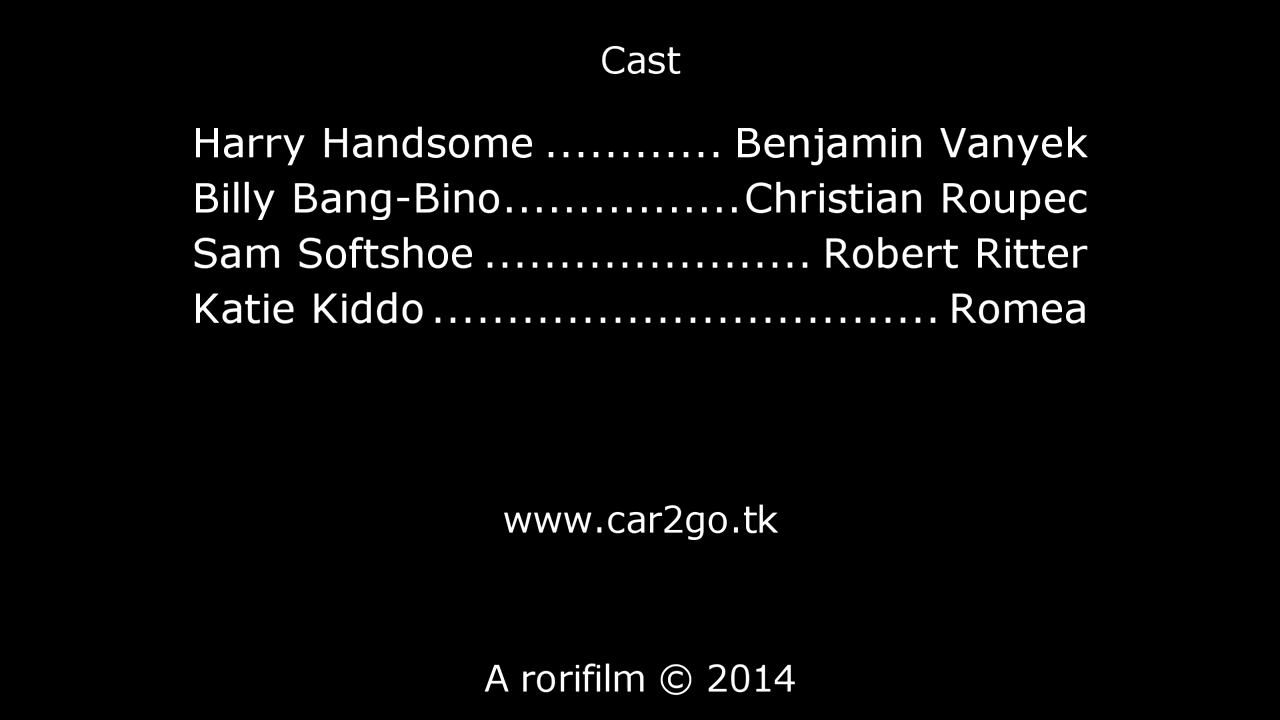 Cast
Harry Handsome ............ Benjamin Vanyek
Billy Bang-Bino................Christian Roupec
Sam Softshoe ...................... Robert Ritter
Katie Kiddo .................................. Romea
www.car2go.tk
A rorifilm © 2014